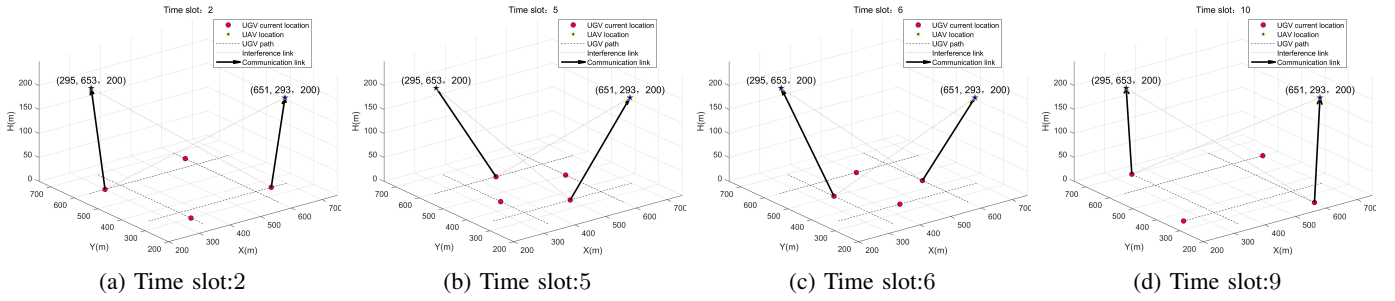 Time slot: 2
UGV current location
UAV location
UGV path
Interference link
Communication link
(295, 653，200)
(651, 293，200)
H(m)
200
150
100
50
0
700
600
500
400
300
200
Y(m)
200
300
400
500
600
700
X(m)
(a) Time slot:2
Time slot: 5
UGV current location
UAV location
UGV path
Interference link
Communication link
(295, 653，200)
(651, 293，200)
H(m)
200
150
100
50
0
700
600
500
400
300
200
Y(m)
200
300
400
500
600
700
X(m)
(b) Time slot:5
Time slot: 6
UGV current location
UAV location
UGV path
Interference link
Communication link
(295, 653，200)
(651, 293，200)
H(m)
200
150
100
50
0
700
600
500
400
300
200
Y(m)
200
300
400
500
600
700
X(m)
(c) Time slot:6
Time slot: 10
UGV current location
UAV location
UGV path
Interference link
Communication link
(295, 653，200)
(651, 293，200)
H(m)
200
150
100
50
0
700
600
500
400
300
200
Y(m)
200
300
400
500
600
700
X(m)
(d) Time slot:9